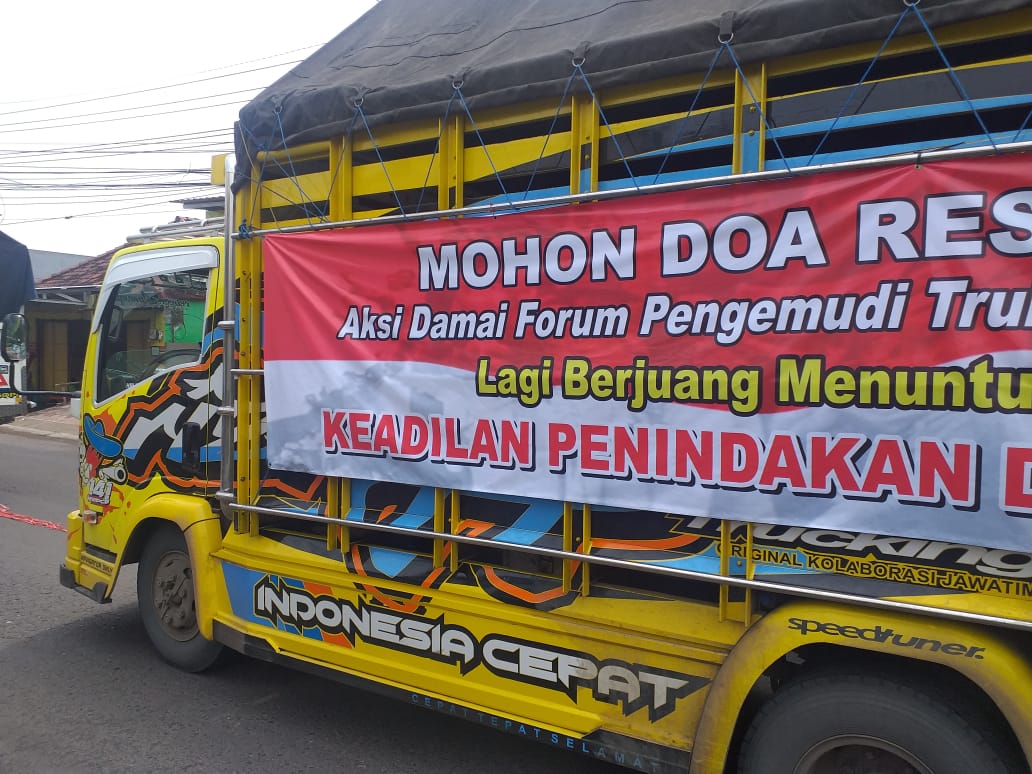 MOHON DOA RES
Aksi Damai Forum Pengemudi Tru
Lagi Berjuang Menuntu
KEADILAN PENINDAKAN D
Trucking
ORIGINAL KOLABORASI JAWATIM
speedtuner.
INDONESIA CEPAT
CEPAT TEPAT SELAMAT